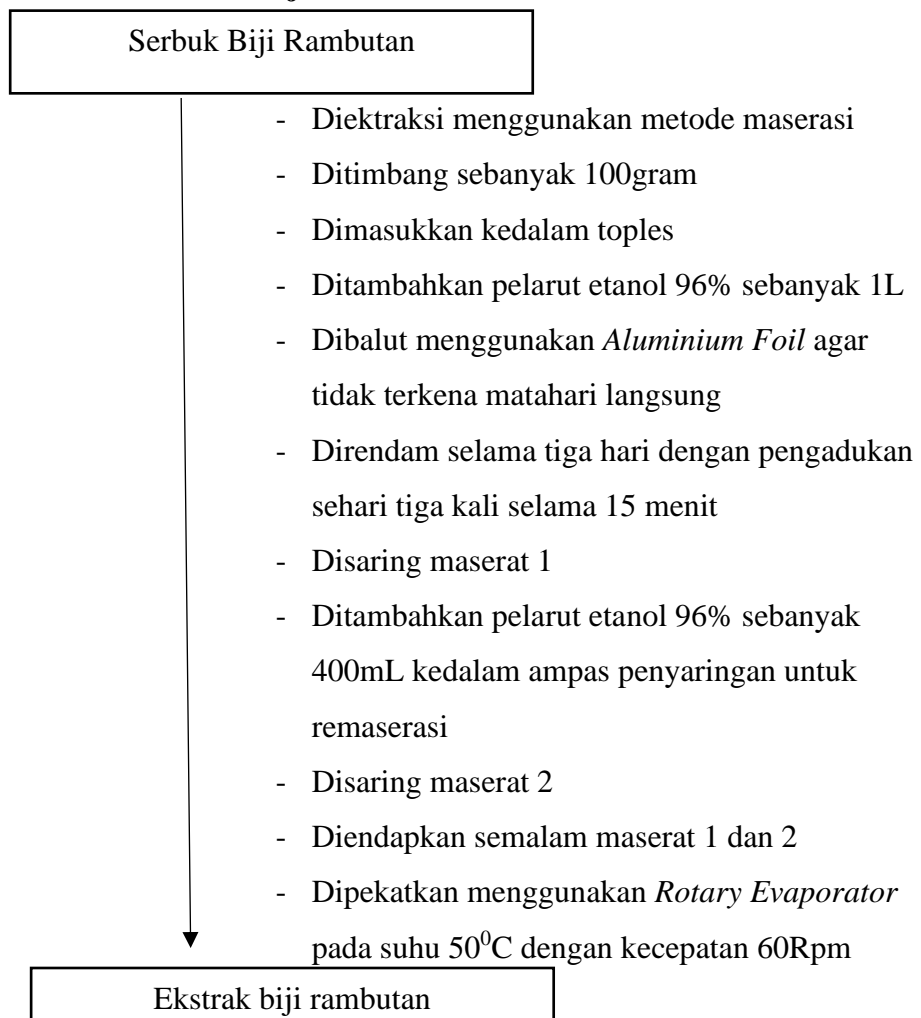 Serbuk Biji Rambutan
- Diektraksi menggunakan metode maserasi
- Ditimbang sebanyak 100gram
- Dimasukkan kedalam toples
- Ditambahkan pelarut etanol 96% sebanyak 1L
- Dibalut menggunakan Aluminium Foil agar
tidak terkena matahari langsung
- Direndam selama tiga hari dengan pengadukan
sehari tiga kali selama 15 menit
- Disaring maserat 1
- Ditambahkan pelarut etanol 96% sebanyak
400mL kedalam ampas penyaringan untuk
remaserasi
- Disaring maserat 2
- Diendapkan semalam maserat 1 dan 2
- Dipekatkan menggunakan Rotary Evaporator
pada suhu 50⁰C dengan kecepatan 60Rpm
Ekstrak biji rambutan